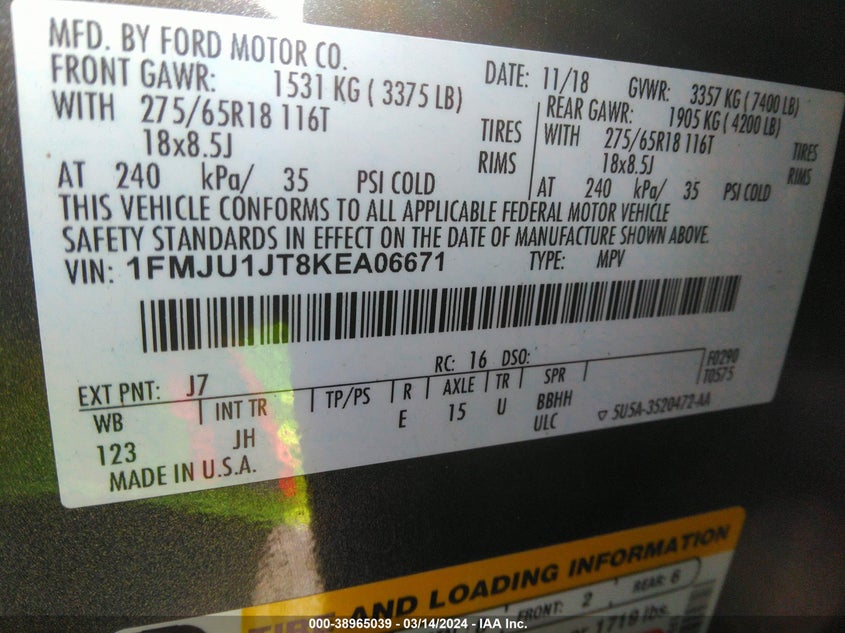 MFD. BY FORD MOTOR CO.
DATE: 11/18 GVWR: 3357 KG (7400 LB)
FRONT GAWR: 1531 KG ( 3375 LB)
REAR GAWR: 1905 KG ( 4200 LB)
WITH 275/65R18 116T TIRES
WITH 275/65R18 116T TIRES
18x8.5J RIMS
18x8.5J RIMS
AT 240 kPa/ 35 PSI COLD
AT 240 kPa/ 35 PSI COLD
THIS VEHICLE CONFORMS TO ALL APPLICABLE FEDERAL MOTOR VEHICLE
SAFETY STANDARDS IN EFFECT ON THE DATE OF MANUFACTURE SHOWN ABOVE.
VIN: 1FMJU1JT8KEA06671 TYPE: MPV
F0290
T0575
EXT PNT: J7 RC: 16 DSO:
WB INT TR TP/PS R AXLE TR SPR
123 JH E 15 U BBHH
ULC ▽ 5U5A-3520472-AA
MADE IN U.S.A.
TIRE AND LOADING INFORMATION
FRONT: 2 REAR: 6
1719 lbs.
000-38965039 - 03/14/2024 - IAA Inc.